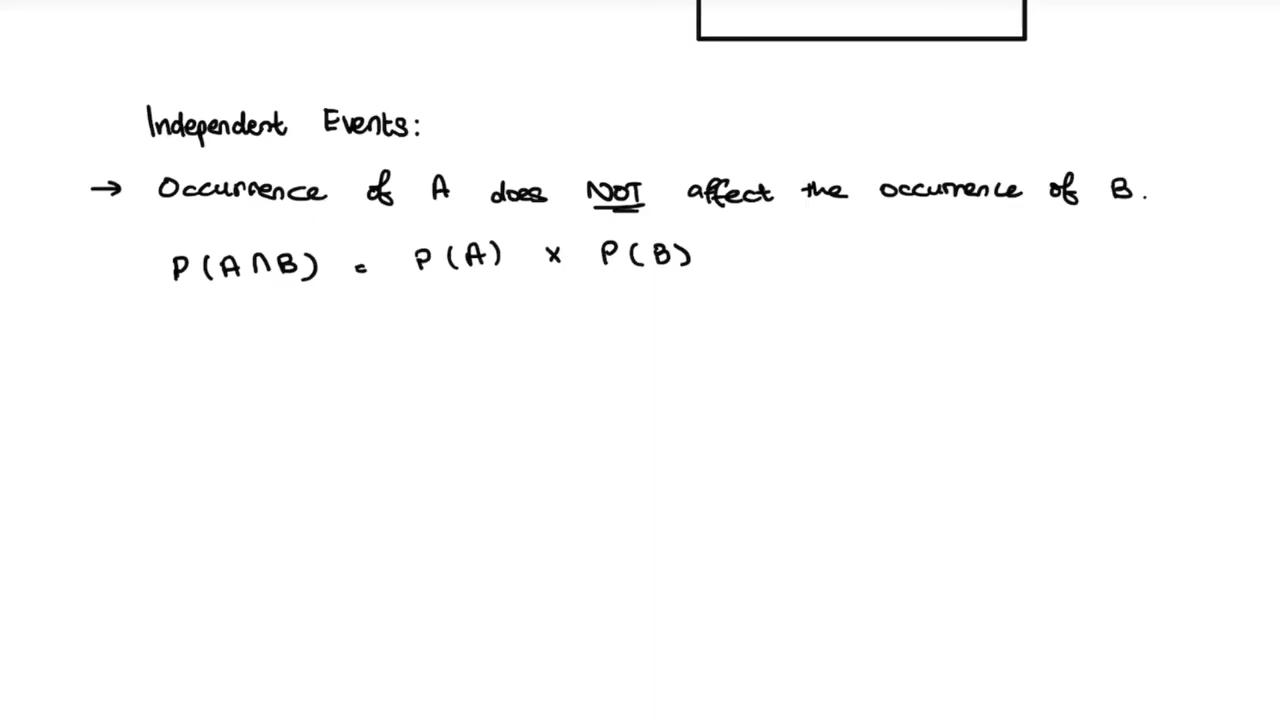 Independent Events:
→ Occurrence of A does NOT affect the occurrence of B.
P(A∩B) = P(A) × P(B)